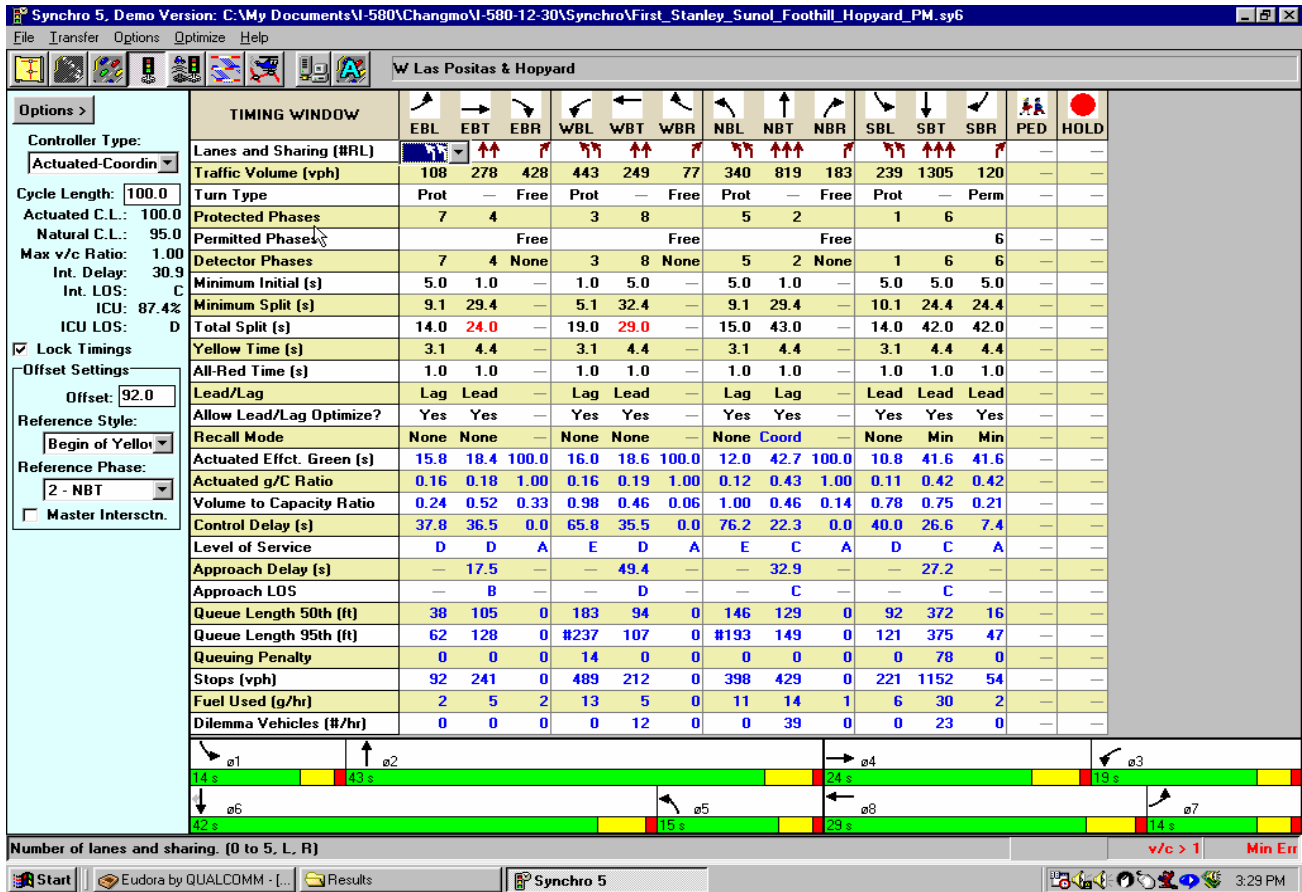 Synchro 5, Demo Version: C:\My Documents\I-580\Changmo\I-580-12-30\Synchro\First_Stanley_Sunol_Foothill_Hopyard_PM.sy6
File Transfer Options Optimize Help
W Las Positas & Hopyard
Options >
Controller Type:
Actuated-Coordin
Cycle Length: 100.0
Actuated C.L.: 100.0
Natural C.L.: 95.0
Max v/c Ratio: 1.00
Int. Delay: 30.9
Int. LOS: C
ICU: 87.4%
ICU LOS: D
Lock Timings
Offset Settings
Offset: 92.0
Reference Style:
Begin of Yellov
Reference Phase:
2 - NBT
Master Intersctn.
TIMING WINDOW EBL EBT EBR WBL WBT WBR NBL NBT NBR SBL SBT SBR PED HOLD
Lanes and Sharing (#RL) — —
Traffic Volume (vph) 108 278 428 443 249 77 340 819 183 239 1305 120 — —
Turn Type Prot — Free Prot — Free Prot — Free Prot — Perm — —
Protected Phases 7 4 3 8 5 2 1 6 — —
Permitted Phases Free Free Free 6 — —
Detector Phases 7 4 None 3 8 None 5 2 None 1 6 6 — —
Minimum Initial (s) 5.0 1.0 — 1.0 5.0 — 5.0 1.0 — 5.0 5.0 5.0 — —
Minimum Split (s) 9.1 29.4 — 5.1 32.4 — 9.1 29.4 — 10.1 24.4 24.4 — —
Total Split (s) 14.0 24.0 — 19.0 29.0 — 15.0 43.0 — 14.0 42.0 42.0 — —
Yellow Time (s) 3.1 4.4 — 3.1 4.4 — 3.1 4.4 — 3.1 4.4 4.4 — —
All-Red Time (s) 1.0 1.0 — 1.0 1.0 — 1.0 1.0 — 1.0 1.0 1.0 — —
Lead/Lag Lag Lead — Lag Lead — Lag Lag — Lead Lead Lead — —
Allow Lead/Lag Optimize? Yes Yes — Yes Yes — Yes Yes — Yes Yes Yes — —
Recall Mode None None — None None — None Coord — None Min Min — —
Actuated Effct. Green (s) 15.8 18.4 100.0 16.0 18.6 100.0 12.0 42.7 100.0 10.8 41.6 41.6 — —
Actuated g/C Ratio 0.16 0.18 1.00 0.16 0.19 1.00 0.12 0.43 1.00 0.11 0.42 0.42 — —
Volume to Capacity Ratio 0.24 0.52 0.33 0.98 0.46 0.06 1.00 0.46 0.14 0.78 0.75 0.21 — —
Control Delay (s) 37.8 36.5 0.0 65.8 35.5 0.0 76.2 22.3 0.0 40.0 26.6 7.4 — —
Level of Service D D A E D A E C A D C A — —
Approach Delay (s) — 17.5 — — 49.4 — — 32.9 — — 27.2 — — —
Approach LOS — B — — D — — C — — C — — —
Queue Length 50th (ft) 38 105 0 183 94 0 146 129 0 92 372 16 — —
Queue Length 95th (ft) 62 128 0 #237 107 0 #193 149 0 121 375 47 — —
Queuing Penalty 0 0 0 14 0 0 0 0 0 0 78 0 — —
Stops (vph) 92 241 0 489 212 0 398 429 0 221 1152 54 — —
Fuel Used (g/hr) 2 5 2 13 5 0 11 14 1 6 30 2 — —
Dilemma Vehicles (#/hr) 0 0 0 0 12 0 0 39 0 0 23 0 — —
ø1 ø2 ø4 ø3
14 s 43 s 24 s 19 s
ø6 ø5 ø8 ø7
42 s 15 s 29 s 14 s
Number of lanes and sharing. (0 to 5, L, R) v/c > 1 Min Err
Start Eudora by QUALCOMM - [... Results Synchro 5 3:29 PM